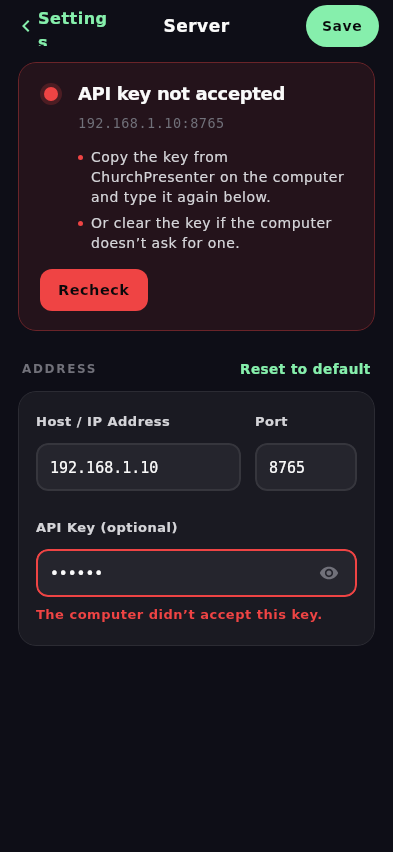 Setting
s
Server
Save
API key not accepted
192.168.1.10:8765
Copy the key from
ChurchPresenter on the computer
and type it again below.
Or clear the key if the computer
doesn’t ask for one.
Recheck
ADDRESS
Reset to default
Host / IP Address
Port
192.168.1.10
8765
API Key (optional)
••••••
The computer didn’t accept this key.